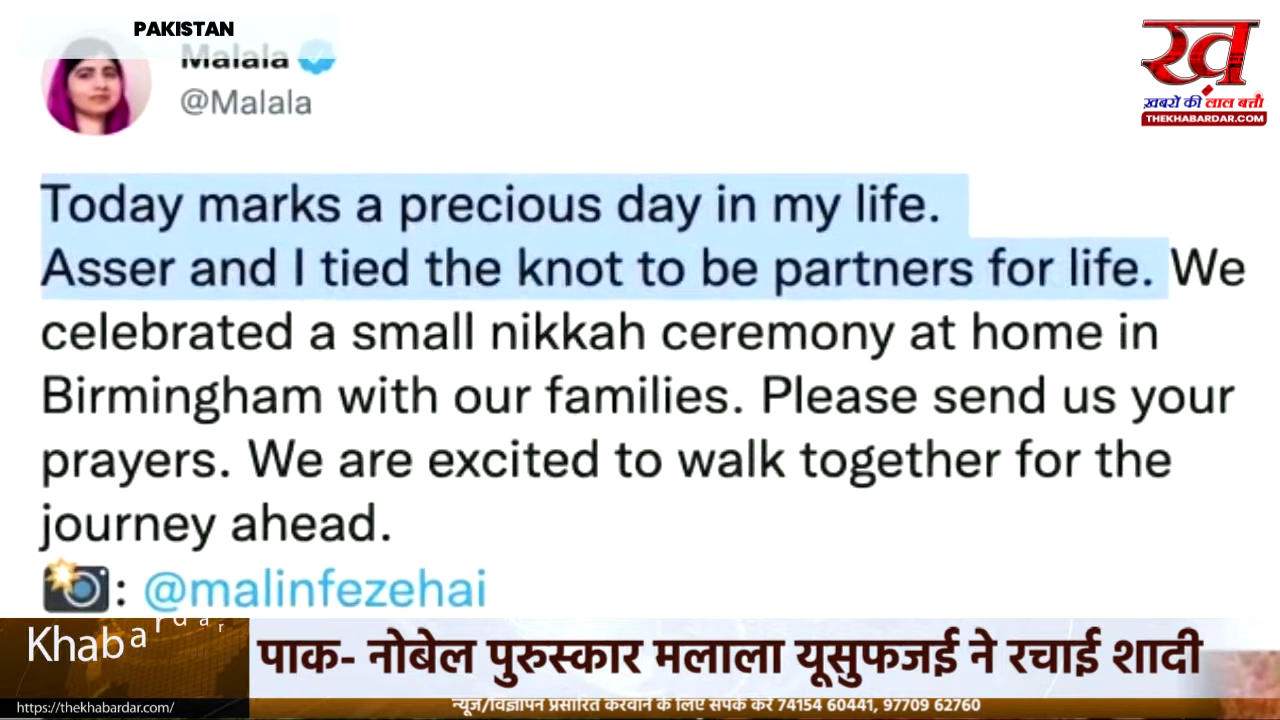 PAKISTAN
Malala
@Malala
ख़बरों की लाल बत्ती
THEKHABARDAR.COM
Today marks a precious day in my life.
Asser and I tied the knot to be partners for life. We
celebrated a small nikkah ceremony at home in
Birmingham with our families. Please send us your
prayers. We are excited to walk together for the
journey ahead.
: @malinfezehai
Khabardar
पाक- नोबेल पुरुस्कार मलाला यूसुफजई ने रचाई शादी
https://thekhabardar.com/
न्यूज/विज्ञापन प्रसारित करवाने के लिए संपर्क करें 74154 60441, 97709 62760